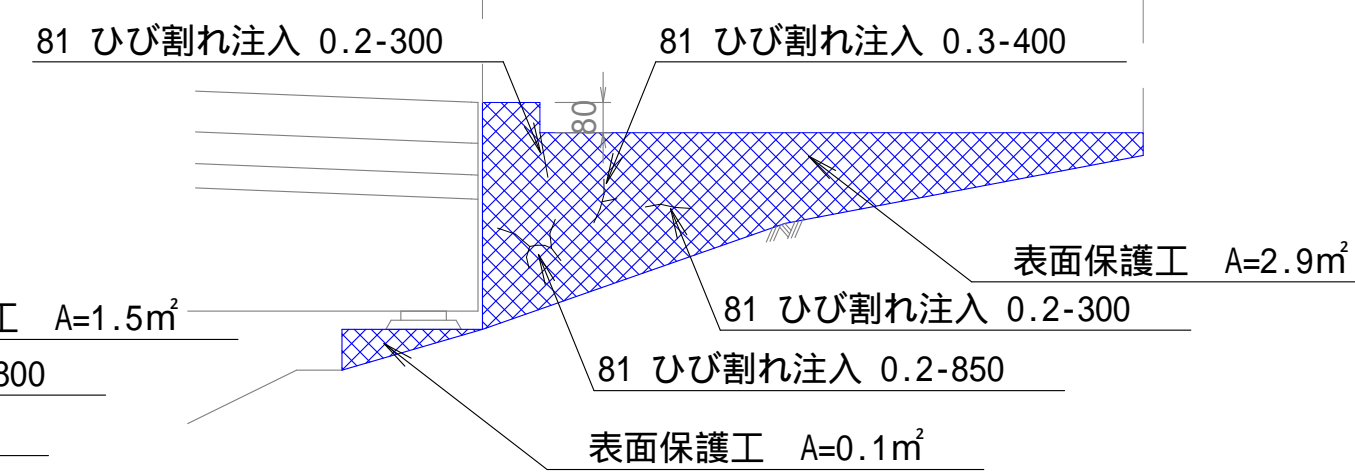 81 ひび割れ注入 0.2-300
81 ひび割れ注入 0.3-400
80
表面保護工 A=2.9㎡
工 A=1.5㎡
81 ひび割れ注入 0.2-300
300
81 ひび割れ注入 0.2-850
表面保護工 A=0.1㎡